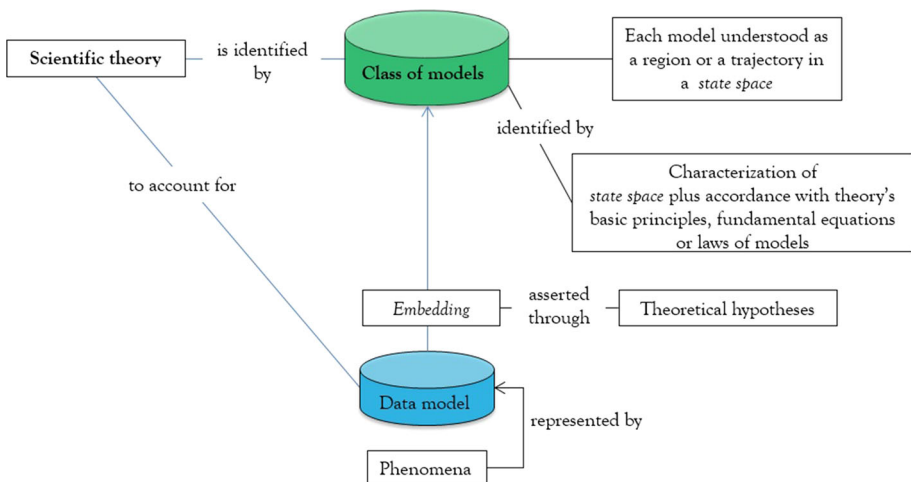 Scientific theory
is identified
by
Class of models
Each model understood as
a region or a trajectory in
a state space
identified by
to account for
Characterization of
state space plus accordance with theory's
basic principles, fundamental equations
or laws of models
Embedding
asserted
through
Theoretical hypotheses
Data model
represented by
Phenomena